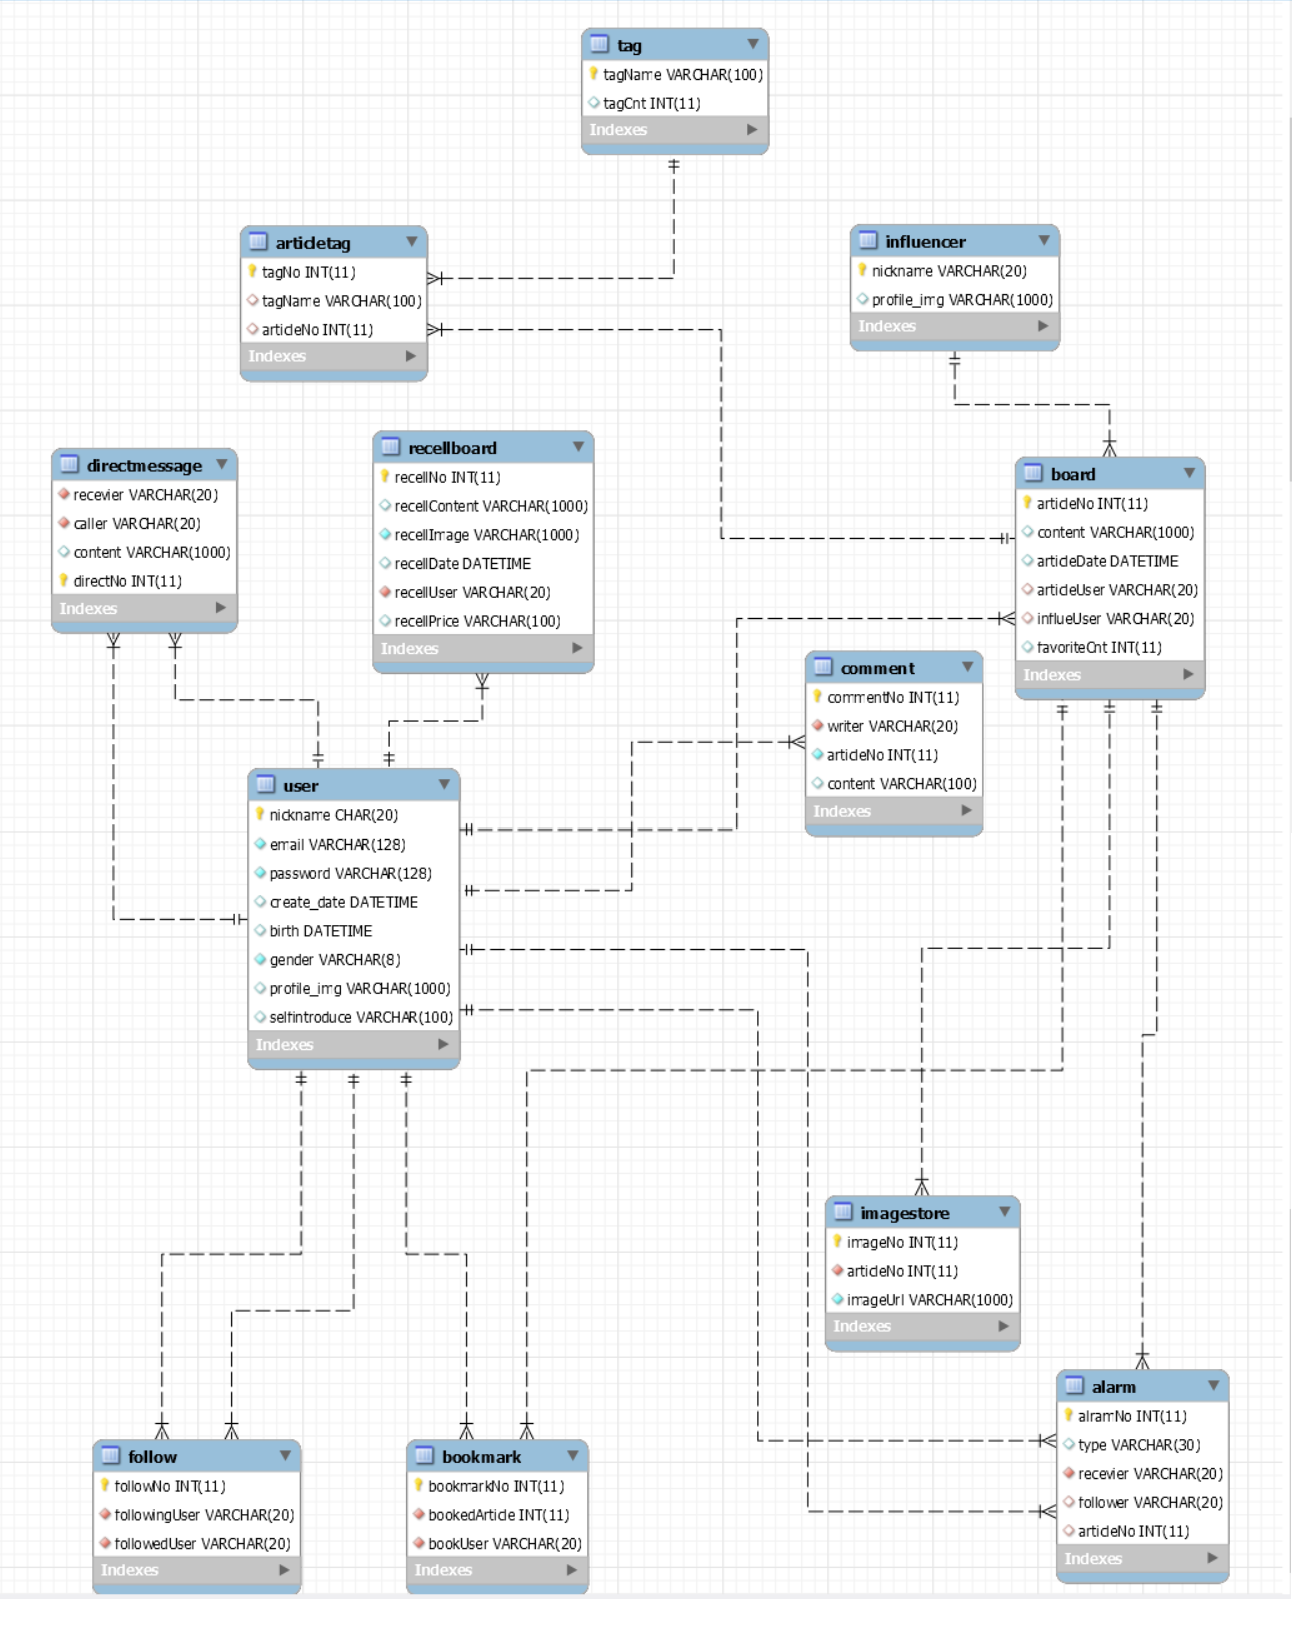 tag
tagName VARCHAR(100)
tagCnt INT(11)
Indexes
articletag
tagNo INT(11)
tagName VARCHAR(100)
articleNo INT(11)
Indexes
influencer
nickname VARCHAR(20)
profile_img VARCHAR(1000)
Indexes
directmessage
recevier VARCHAR(20)
caller VARCHAR(20)
content VARCHAR(1000)
directNo INT(11)
Indexes
recellboard
recellNo INT(11)
recellContent VARCHAR(1000)
recellImage VARCHAR(1000)
recellDate DATETIME
recellUser VARCHAR(20)
recellPrice VARCHAR(100)
Indexes
board
articleNo INT(11)
content VARCHAR(1000)
articleDate DATETIME
articleUser VARCHAR(20)
influeUser VARCHAR(20)
favoriteCnt INT(11)
Indexes
comment
commentNo INT(11)
writer VARCHAR(20)
articleNo INT(11)
content VARCHAR(100)
Indexes
user
nickname CHAR(20)
email VARCHAR(128)
password VARCHAR(128)
create_date DATETIME
birth DATETIME
gender VARCHAR(8)
profile_img VARCHAR(1000)
selfintroduce VARCHAR(100)
Indexes
imagestore
imageNo INT(11)
articleNo INT(11)
imageUrl VARCHAR(1000)
Indexes
follow
followNo INT(11)
followingUser VARCHAR(20)
followedUser VARCHAR(20)
Indexes
bookmark
bookmarkNo INT(11)
bookedArticle INT(11)
bookUser VARCHAR(20)
Indexes
alarm
alramNo INT(11)
type VARCHAR(30)
recevier VARCHAR(20)
follower VARCHAR(20)
articleNo INT(11)
Indexes